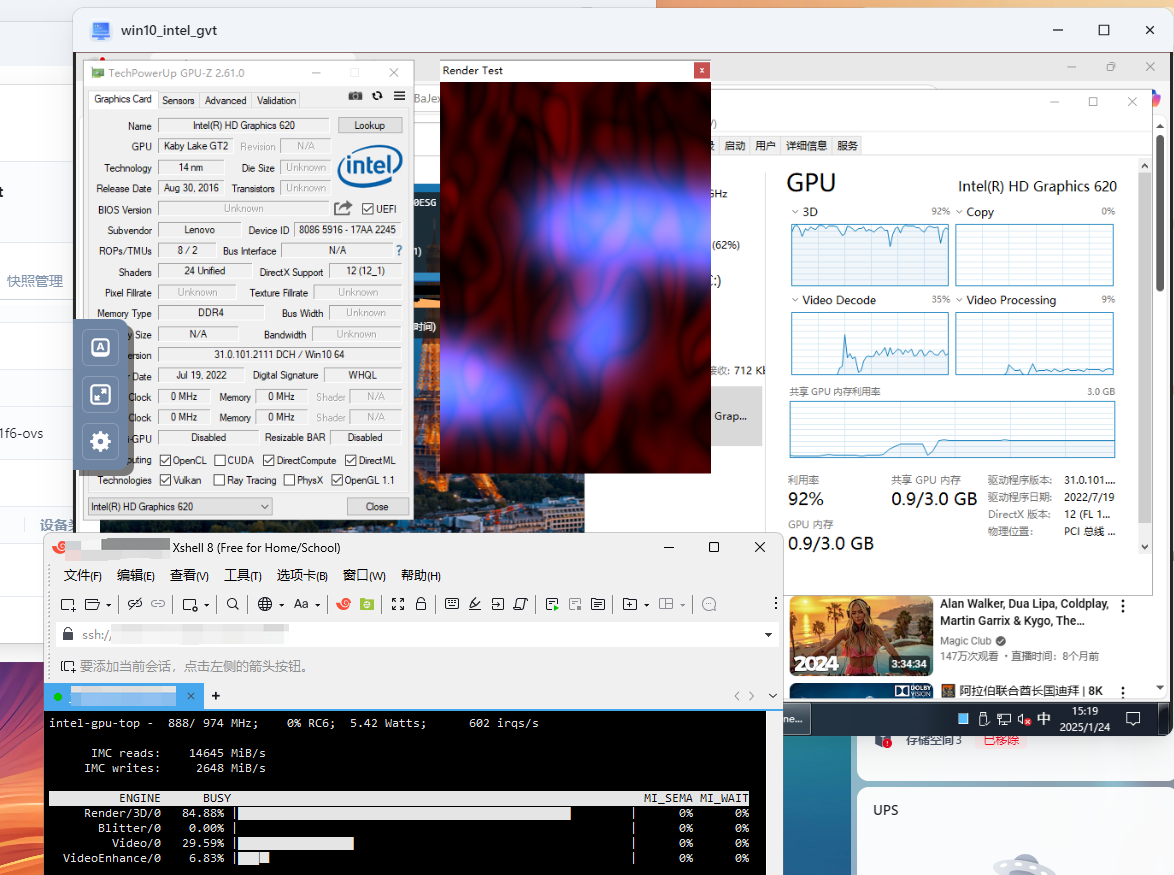 win10_intel_gvt
TechPowerUp GPU-Z 2.61.0
Graphics Card Sensors Advanced Validation
Name Intel(R) HD Graphics 620 Lookup
GPU Kaby Lake GT2 Revision N/A
Technology 14 nm Die Size Unknown
Release Date Aug 30, 2016 Transistors Unknown
BIOS Version Unknown UEFI
Subvendor Lenovo Device ID 8086 5916 - 17AA 2245
ROPs/TMUs 8 / 2 Bus Interface N/A ?
Shaders 24 Unified DirectX Support 12 (12_1)
Pixel Fillrate Unknown Texture Fillrate Unknown
Memory Type DDR4 Bus Width Unknown
Size N/A Bandwidth Unknown
31.0.101.2111 DCH / Win10 64
Date Jul 19, 2022 Digital Signature WHQL
Clock 0 MHz Memory 0 MHz Shader N/A
Clock 0 MHz Memory 0 MHz Shader N/A
-GPU Disabled Resizable BAR Disabled
OpenCL CUDA DirectCompute DirectML
Technologies Vulkan Ray Tracing PhysX OpenGL 1.1
Intel(R) HD Graphics 620 Close
intel
Render Test
启动 用户 详细信息 服务
GHz
(62%)
C:)
接收: 712 Kb
Grap...
GPU Intel(R) HD Graphics 620
3D 92% Copy 0%
Video Decode 35% Video Processing 9%
共享 GPU 内存利用率 3.0 GB
利用率
92%
共享 GPU 内存
0.9/3.0 GB
GPU 内存
0.9/3.0 GB
驱动程序版本: 31.0.101....
驱动程序日期: 2022/7/19
DirectX 版本: 12 (FL 1...
物理位置: PCI 总线 ...
快照管理
1f6-ovs
设备类
Xshell 8 (Free for Home/School)
文件(F) 编辑(E) 查看(V) 工具(T) 选项卡(B) 窗口(W) 帮助(H)
ssh://
要添加当前会话，点击左侧的箭头按钮。
intel-gpu-top - 888/ 974 MHz; 0% RC6; 5.42 Watts; 602 irqs/s
IMC reads: 14645 MiB/s
IMC writes: 2648 MiB/s
ENGINE BUSY MI_SEMA MI_WAIT
Render/3D/0 84.88% 0% 0%
Blitter/0 0.00% 0% 0%
Video/0 29.59% 0% 0%
VideoEnhance/0 6.83% 0% 0%
2024
3:34:34
Alan Walker, Dua Lipa, Coldplay,
Martin Garrix & Kygo, The...
Magic Club
147万次观看 • 直播时间：8个月前
DOLBY VISION
阿拉伯联合酋长国迪拜 | 8K
ne...
中
15:19
2025/1/24
存储空间3 已移除
UPS